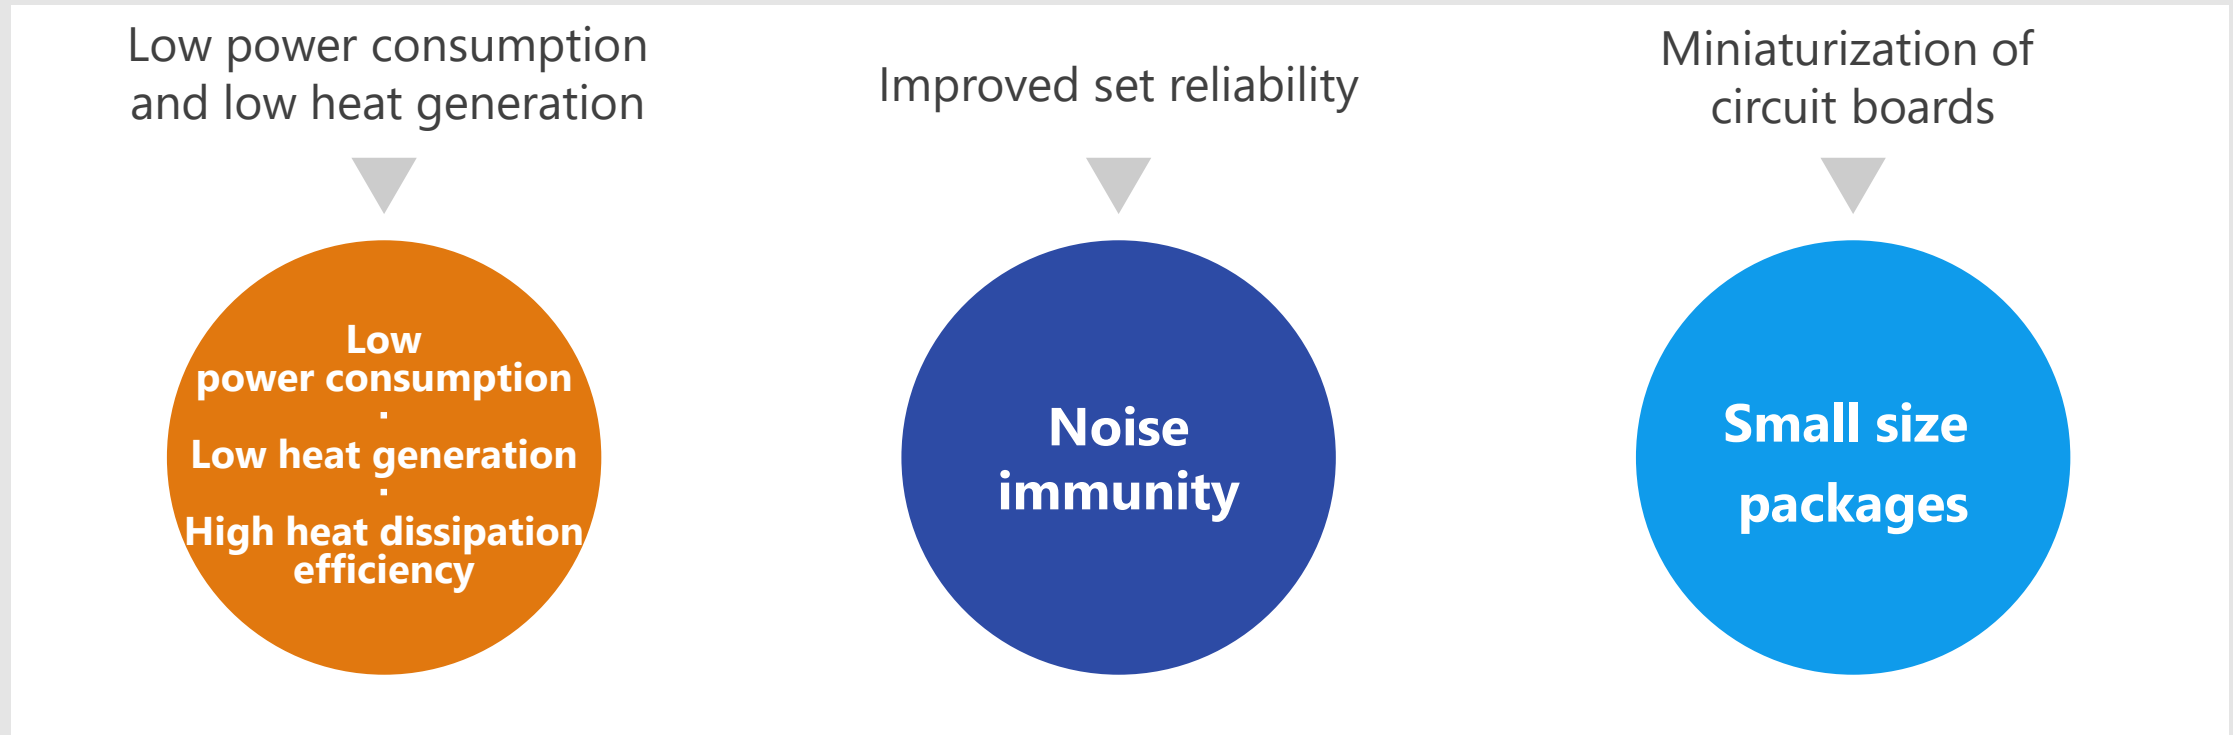 Low power consumption
and low heat generation
Improved set reliability
Miniaturization of
circuit boards
Low
power consumption
·
Low heat generation
·
High heat dissipation
efficiency
Noise
immunity
Small size
packages